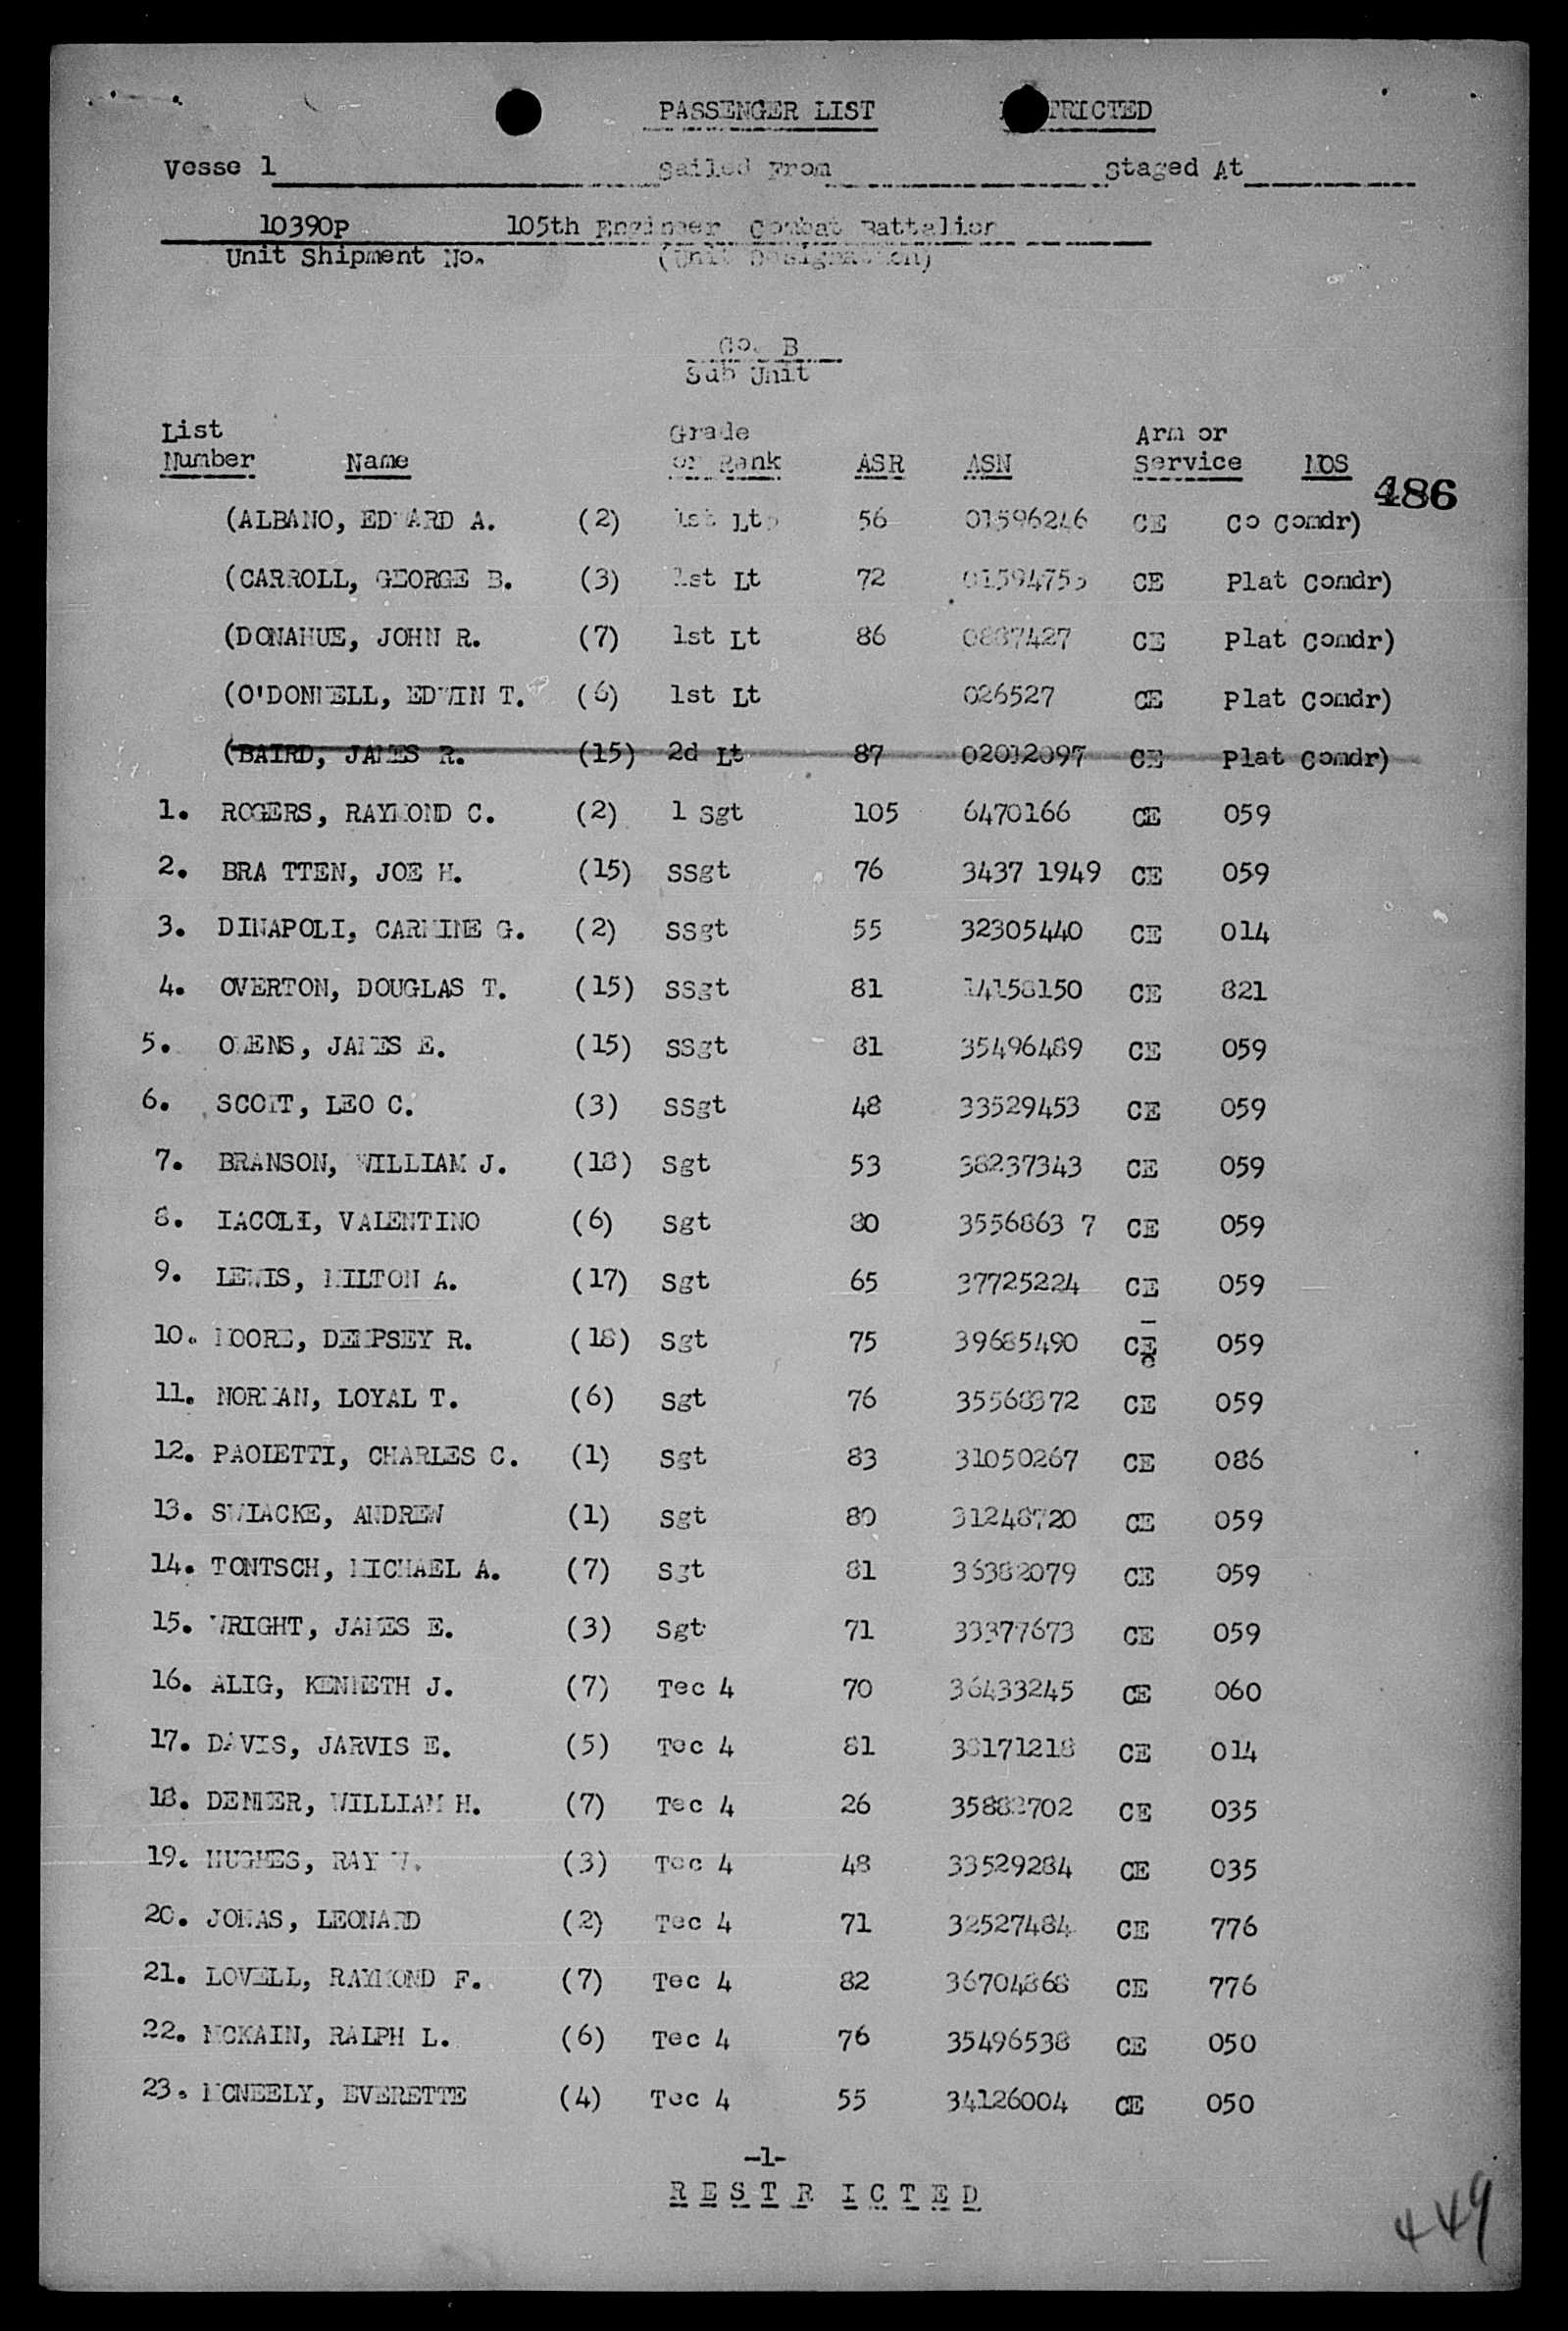 PASSENGER LIST RESTRICTED
Vesse l Sailed From Staged At
10390P 105th Engineer Combat Battalion
Unit Shipment No. (Unit Designation)
Co. B
Sub Unit
List Grade Arm or
Number Name or Rank ASR ASN Service MOS
486
(ALBANO, EDWARD A. (2) 1st Lt 56 01596246 CE Co Comdr)
(CARROLL, GEORGE B. (3) 1st Lt 72 CE Plat Comdr)
(DONAHUE, JOHN R. (7) 1st Lt 86 0887427 CE Plat Comdr)
(O'DONNELL, EDWIN T. (6) 1st Lt 026527 CE Plat Comdr)
(BAIRD, JAMES R. (15) 2d Lt 87 02012097 CE Plat Comdr)
1. ROGERS, RAYMOND C. (2) 1 Sgt 105 6470166 CE 059
2. BRA TTEN, JOE H. (15) SSgt 76 3437 1949 CE 059
3. DINAPOLI, CARMINE G. (2) SSgt 55 32305440 CE 014
4. OVERTON, DOUGLAS T. (15) SSgt 81 14158150 CE 821
5. OWENS, JAMES E. (15) SSgt 81 35496489 CE 059
6. SCOTT, LEO C. (3) SSgt 48 33529453 CE 059
7. BRANSON, WILLIAM J. (18) Sgt 53 38237343 CE 059
8. IACOLI, VALENTINO (6) Sgt 80 3556863 7 CE 059
9. LEWIS, MILTON A. (17) Sgt 65 37725224 CE 059
10. MOORE, DEMPSEY R. (18) Sgt 75 39685490 CE 059
11. NORMAN, LOYAL T. (6) Sgt 76 35568372 CE 059
12. PAOLETTI, CHARLES C. (1) Sgt 83 31050267 CE 086
13. SWIACKE, ANDREW (1) Sgt 80 31248720 CE 059
14. TONTSCH, MICHAEL A. (7) Sgt 81 36382079 CE 059
15. WRIGHT, JAMES E. (3) Sgt 71 33377673 CE 059
16. ALIG, KENNETH J. (7) Tec 4 70 36433245 CE 060
17. DAVIS, JARVIS E. (5) Tec 4 81 38171218 CE 014
18. DEMMER, WILLIAM H. (7) Tec 4 26 35882702 CE 035
19. HUGHES, RAY W. (3) Tec 4 48 33529284 CE 035
20. JONAS, LEONARD (2) Tec 4 71 32527484 CE 776
21. LOVELL, RAYMOND F. (7) Tec 4 82 36704868 CE 776
22. MCKAIN, RALPH L. (6) Tec 4 76 35496538 CE 050
23. MCNEELY, EVERETTE (4) Tec 4 55 34126004 CE 050
-1-
R E S T R I C T E D
449